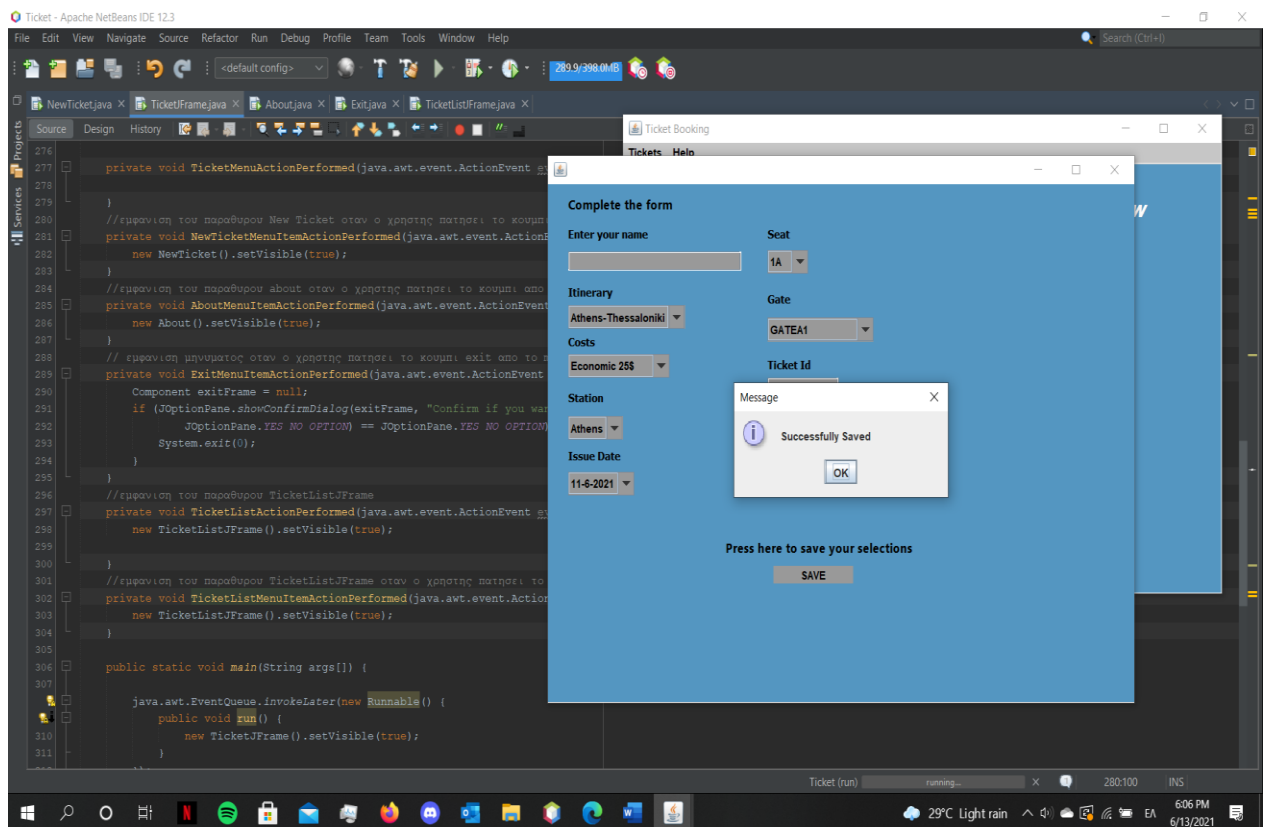 Ticket - Apache NetBeans IDE 12.3
File Edit View Navigate Source Refactor Run Debug Profile Team Tools Window Help
Search (Ctrl+I)
<default config>
289.9/398.0MB
NewTicket.java TicketJFrame.java About.java Exit.java TicketListJFrame.java
Source Design History
Projects
Services
276
277 private void TicketMenuActionPerformed(java.awt.event.ActionEvent
278
279 }
280 //εμφανιση του παραθυρου New Ticket οταν ο χρηστης πατησει το κουμπι
281 private void NewTicketMenuItemActionPerformed(java.awt.event.ActionE
282 new NewTicket().setVisible(true);
283 }
284 //εμφανιση του παραθυρου about οταν ο χρηστης πατησει το κουμπι απο
285 private void AboutMenuItemActionPerformed(java.awt.event.ActionEvent
286 new About().setVisible(true);
287 }
288 // εμφανιση μηνυματος οταν ο χρηστης πατησει το κουμπι exit απο το
289 private void ExitMenuItemActionPerformed(java.awt.event.ActionEvent
290 Component exitFrame = null;
291 if (JOptionPane.showConfirmDialog(exitFrame, "Confirm if you wan
292 JOptionPane.YES_NO_OPTION) == JOptionPane.YES_NO_OPTION)
293 System.exit(0);
294 }
295 }
296 //εμφανιση του παραθυρου TicketListJFrame
297 private void TicketListActionPerformed(java.awt.event.ActionEvent
298 new TicketListJFrame().setVisible(true);
299
300 }
301 //εμφανιση του παραθυρου TicketListJFrame οταν ο χρηστης πατησει το
302 private void TicketListMenuItemActionPerformed(java.awt.event.Action
303 new TicketListJFrame().setVisible(true);
304 }
305
306 public static void main(String args[]) {
307
java.awt.EventQueue.invokeLater(new Runnable() {
public void run() {
310 new TicketJFrame().setVisible(true);
311 }
Ticket Booking
Tickets Help
W
Complete the form
Enter your name
Seat
1A
Itinerary
Gate
Athens-Thessaloniki
GATEA1
Costs
Economic 25$
Ticket Id
Station
Athens
Issue Date
11-6-2021
Message
Successfully Saved
OK
Press here to save your selections
SAVE
Ticket (run) running... 280:100 INS
29°C Light rain
ΕΛ
6:06 PM
6/13/2021